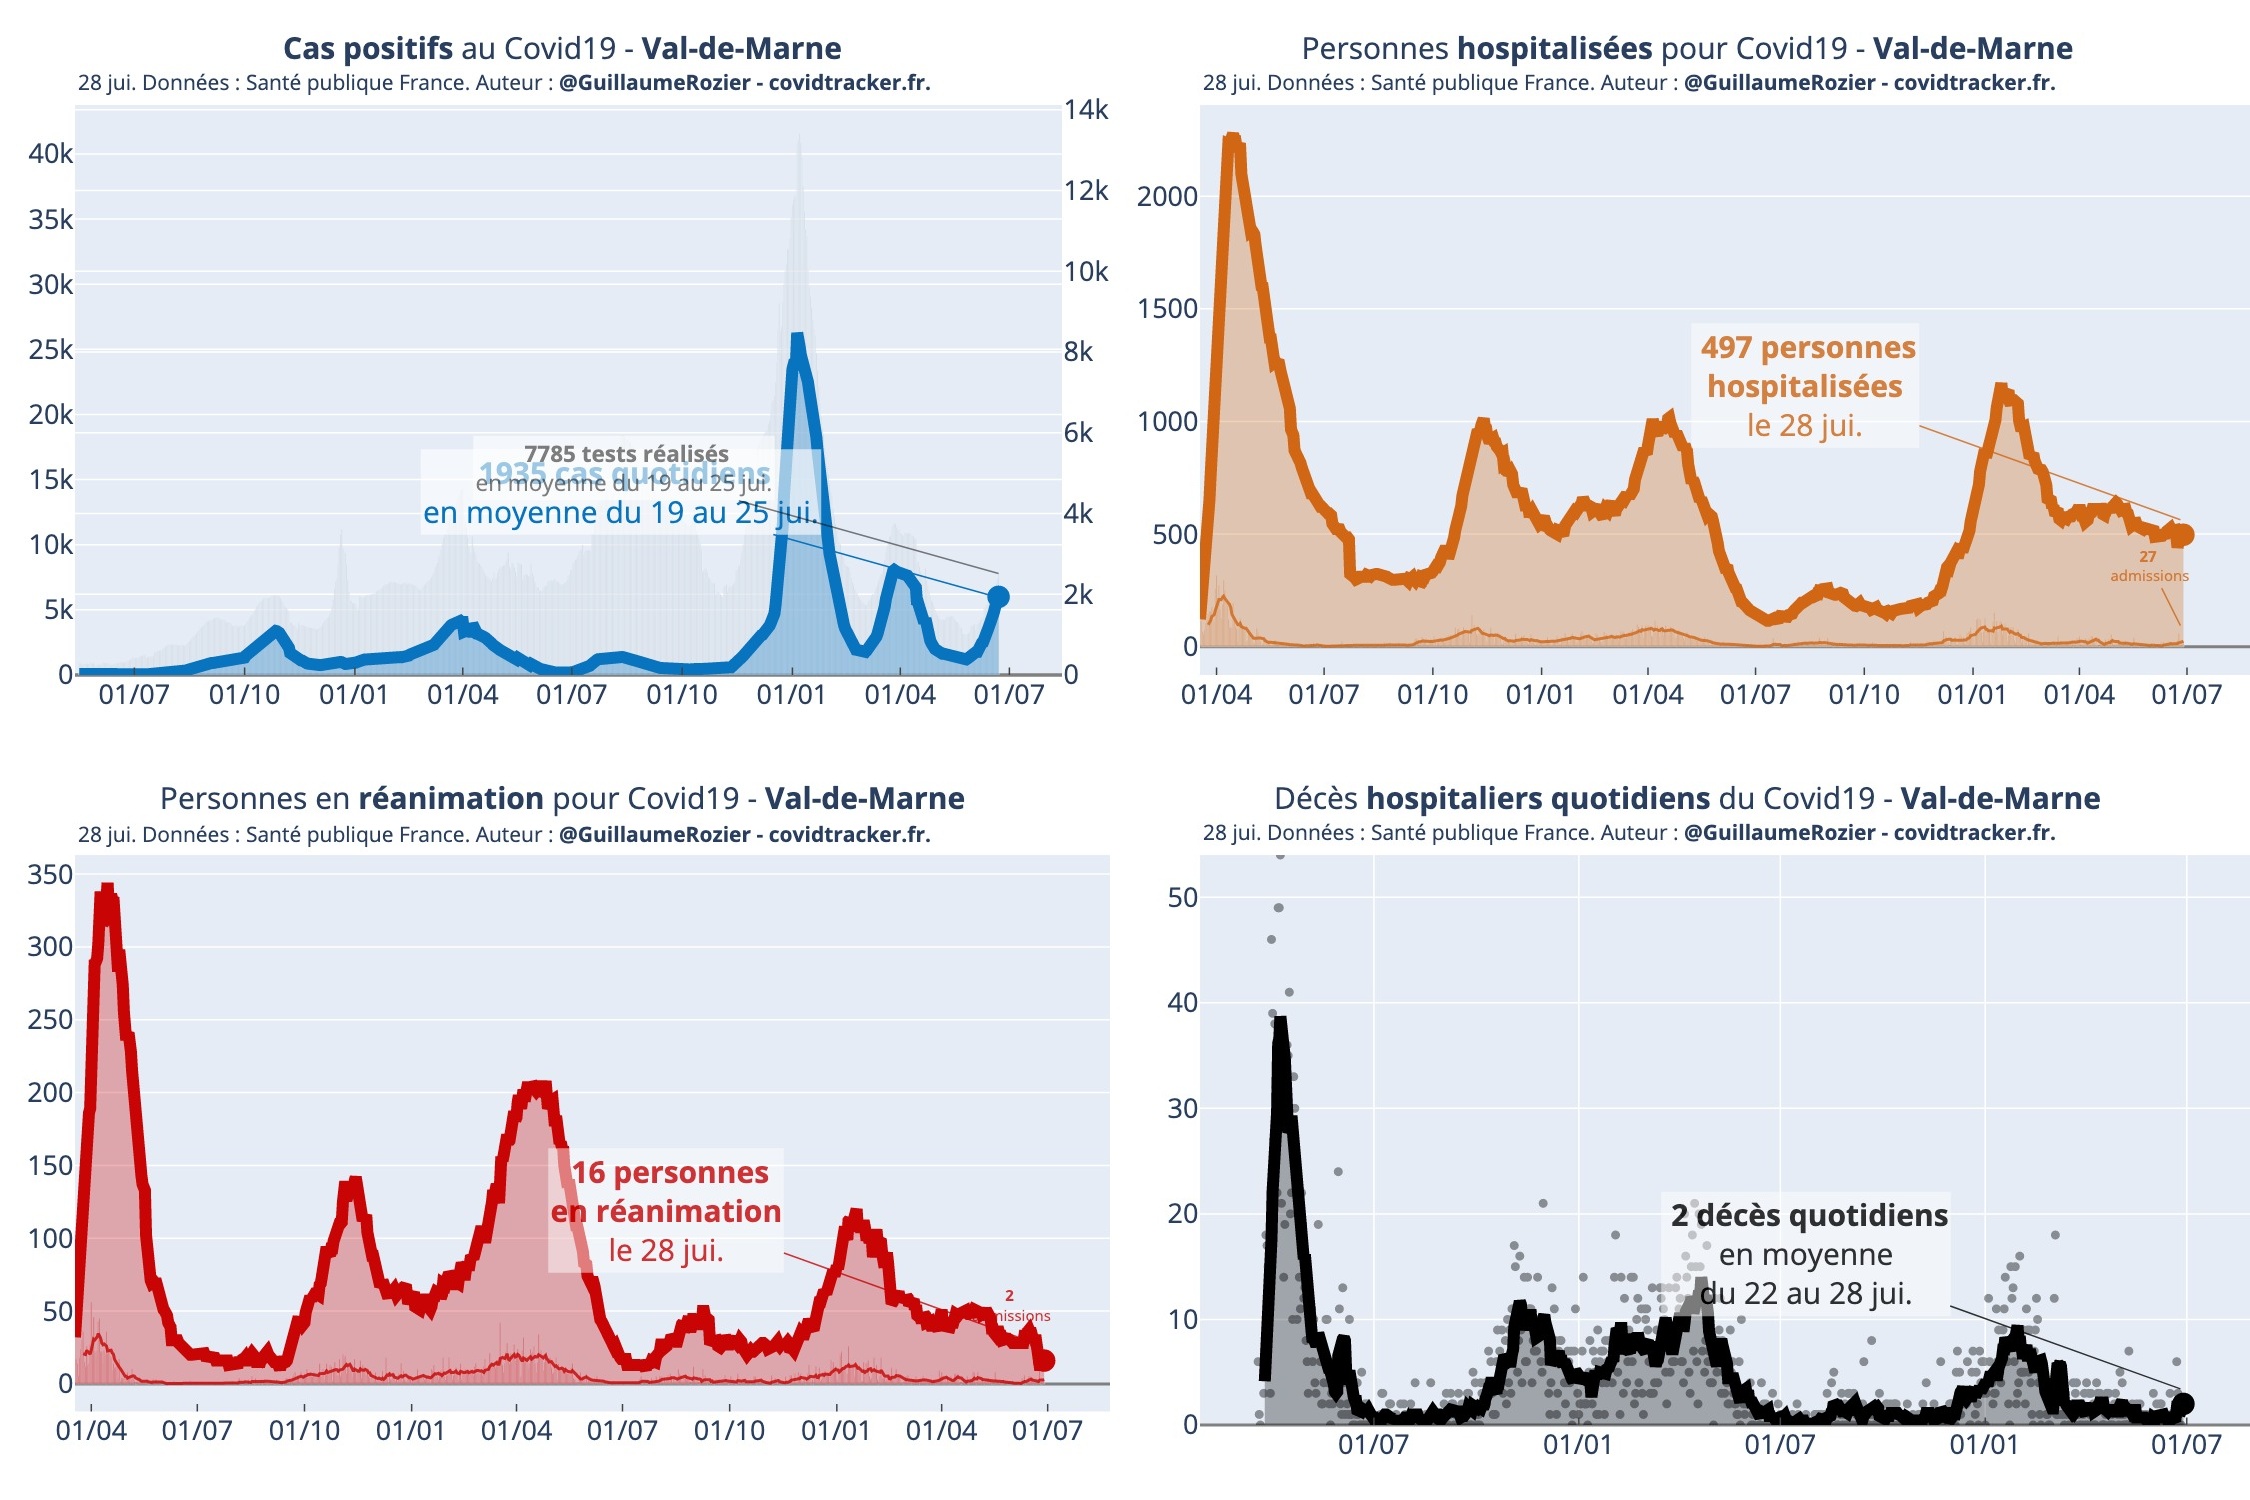 Cas positifs au Covid19 - Val-de-Marne
28 jui. Données : Santé publique France. Auteur : @GuillaumeRozier - covidtracker.fr.
14k
12k
10k
8k
6k
4k
2k
0
40k
35k
30k
25k
20k
15k
10k
5k
0
7785 tests réalisés
en moyenne du 19 au 25 jui.
1935 cas quotidiens
en moyenne du 19 au 25 jui.
01/07 01/10 01/01 01/04 01/07 01/10 01/01 01/04 01/07
Personnes hospitalisées pour Covid19 - Val-de-Marne
28 jui. Données : Santé publique France. Auteur : @GuillaumeRozier - covidtracker.fr.
2000
1500
1000
500
0
497 personnes
hospitalisées
le 28 jui.
27
admissions
01/04 01/07 01/10 01/01 01/04 01/07 01/10 01/01 01/04 01/07
Personnes en réanimation pour Covid19 - Val-de-Marne
28 jui. Données : Santé publique France. Auteur : @GuillaumeRozier - covidtracker.fr.
350
300
250
200
150
100
50
0
16 personnes
en réanimation
le 28 jui.
2
missions
01/04 01/07 01/10 01/01 01/04 01/07 01/10 01/01 01/04 01/07
Décès hospitaliers quotidiens du Covid19 - Val-de-Marne
28 jui. Données : Santé publique France. Auteur : @GuillaumeRozier - covidtracker.fr.
50
40
30
20
10
0
2 décès quotidiens
en moyenne
du 22 au 28 jui.
01/07 01/01 01/07 01/01 01/07